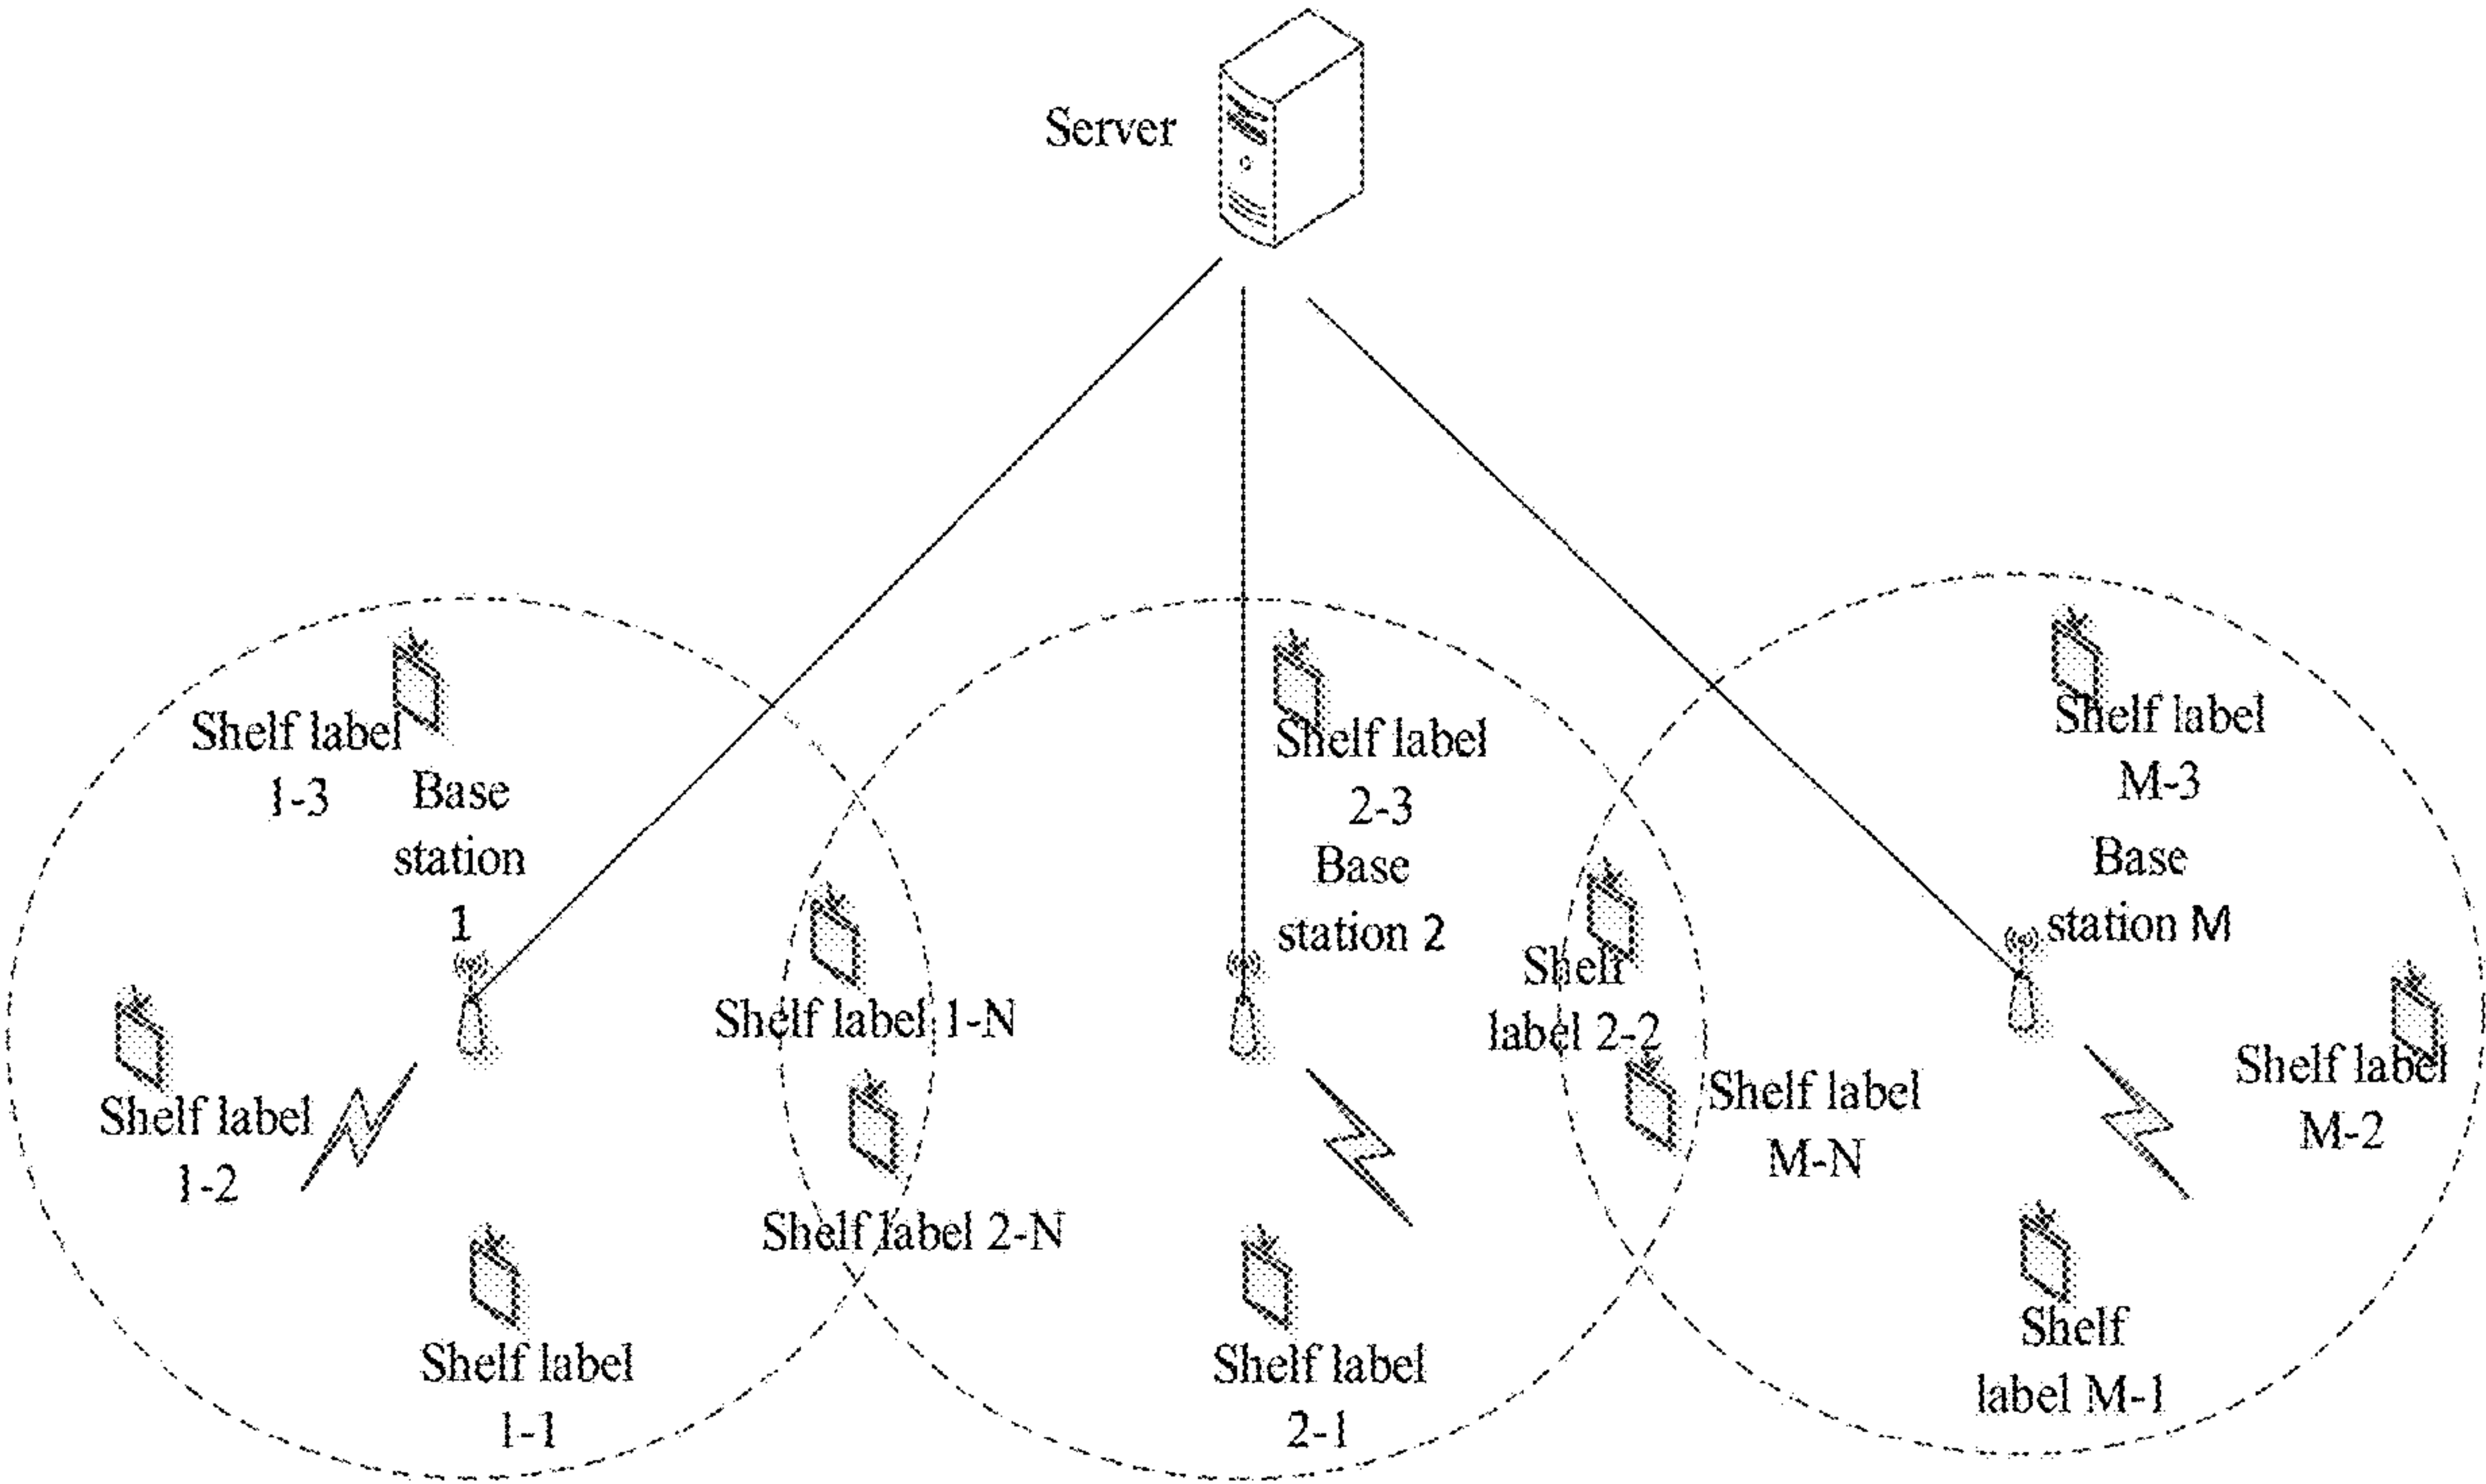 Server
Shelf label
1-3
Base
station
1
Shelf label
1-2
Shelf label 1-N
Shelf label 2-N
Shelf label
1-1
Shelf label
2-3
Base
station 2
Shelf
label 2-2
Shelf label
2-1
Shelf label
M-3
Base
station M
Shelf label
M-N
Shelf label
M-2
Shelf
label M-1